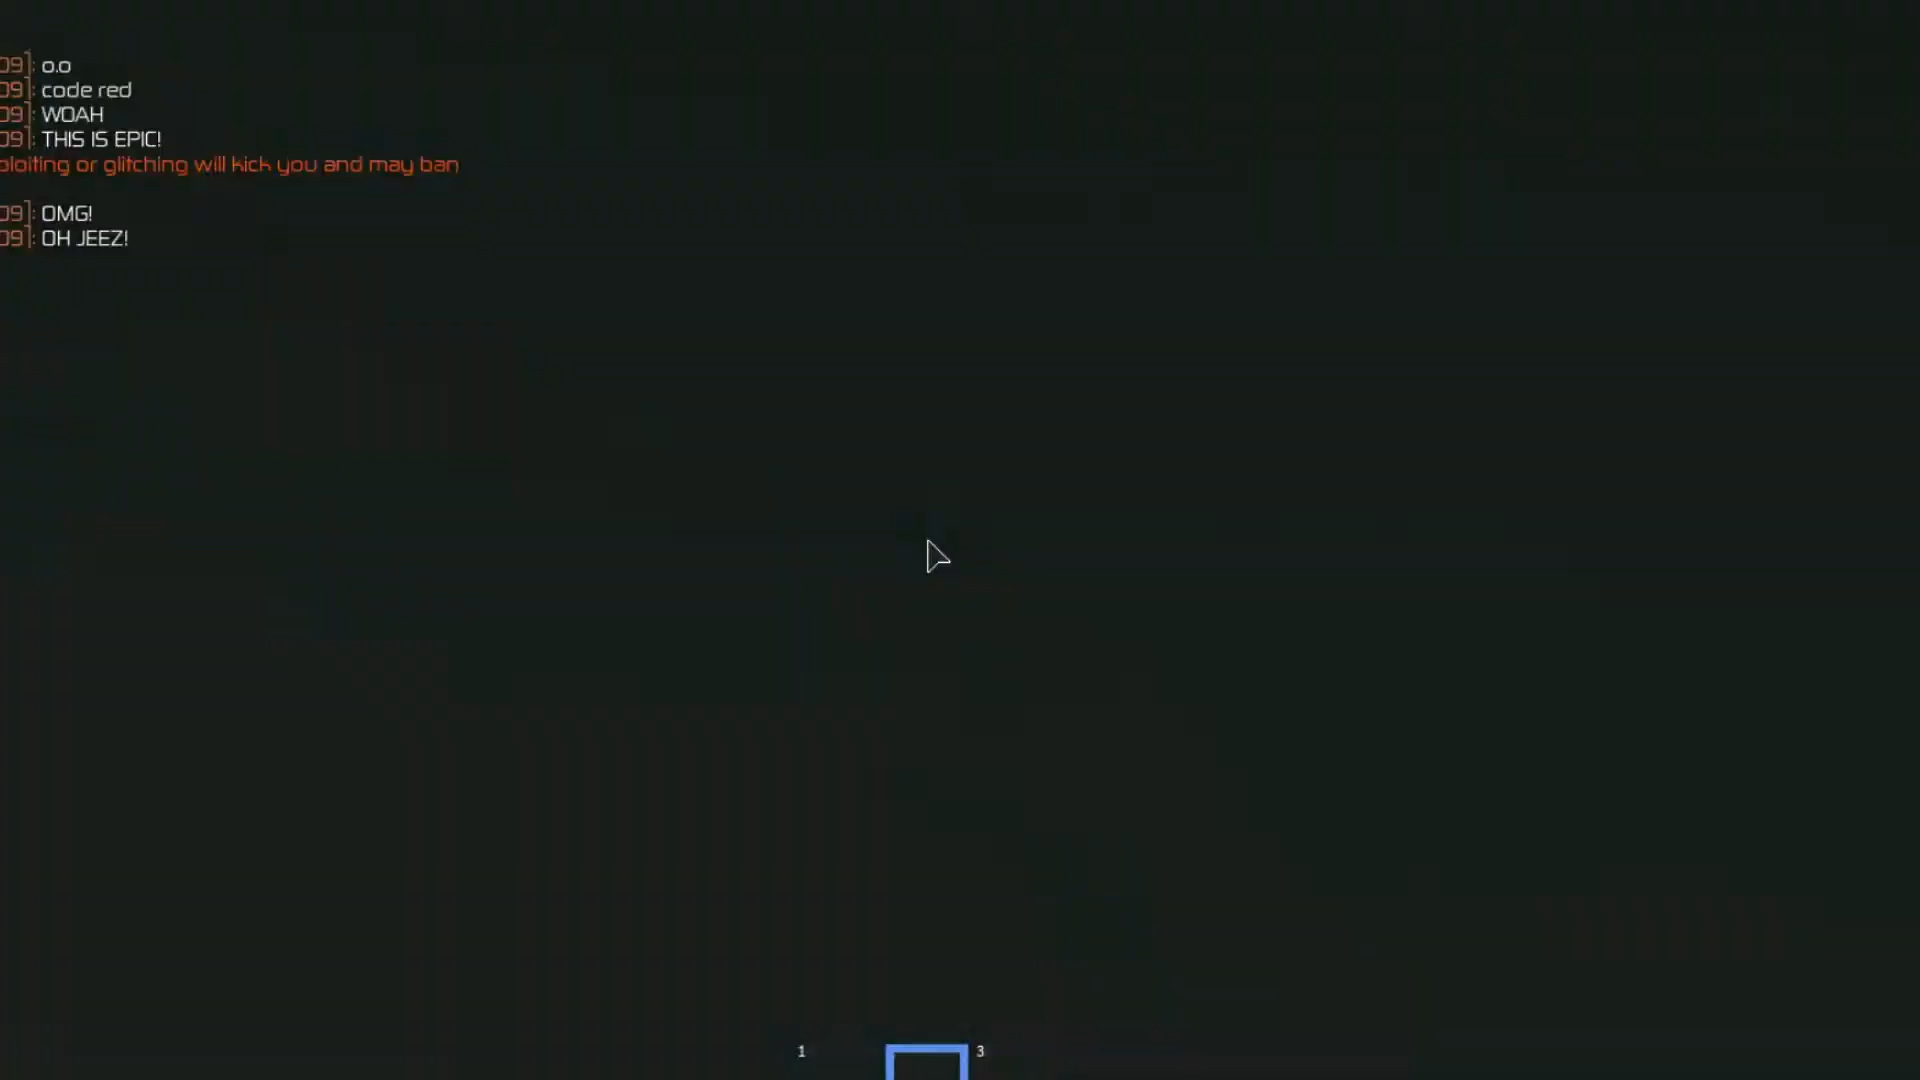 09]: o.o
09]: code red
09]: WOAH
09]: THIS IS EPIC!
ploiting or glitching will kick you and may ban
09]: OMG!
09]: OH JEEZ!
1 3